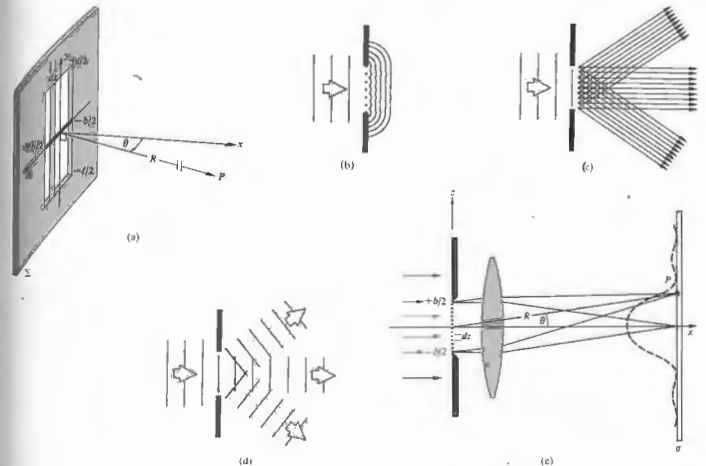 y
+ℓ/2
−b/2
+b/2
θ
x
R
P
−ℓ/2
(a)
Σ
(b)
(c)
z
P
+b/2
R
θ
dz
x
−b/2
(d)
(e)
σ